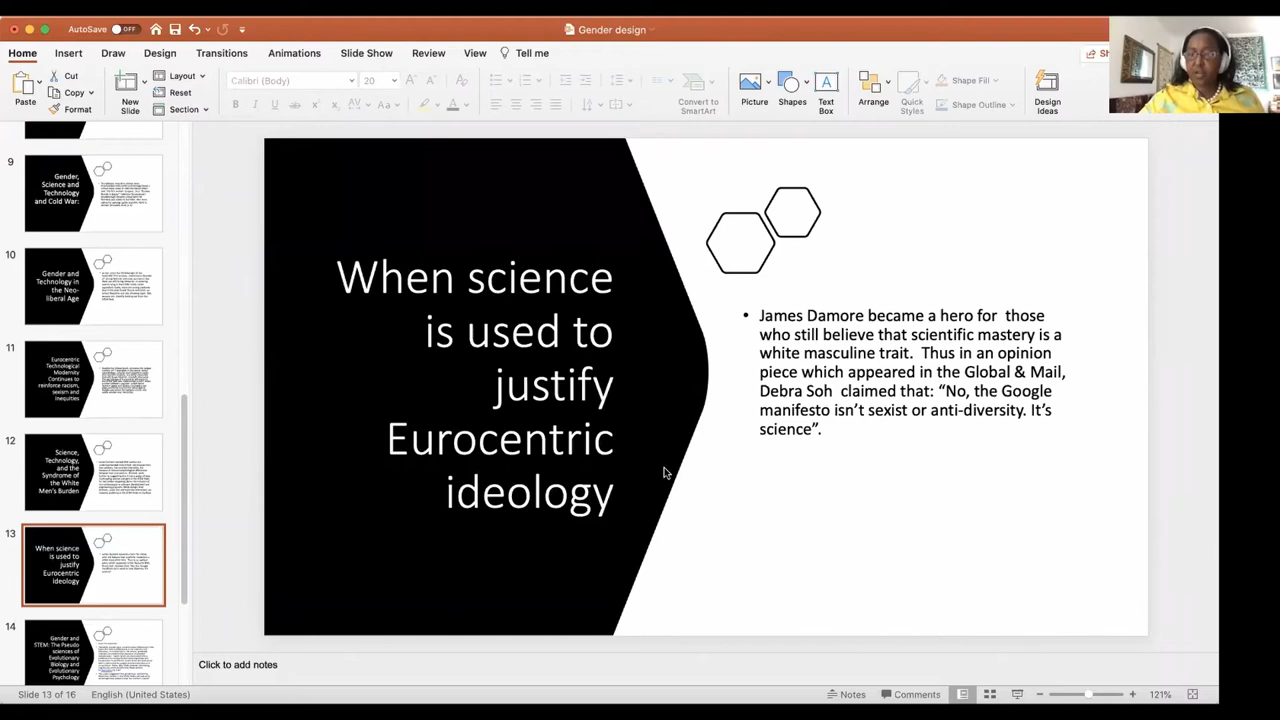 AutoSave OFF
Gender design
Home Insert Draw Design Transitions Animations Slide Show Review View Tell me
Paste
Cut
Copy
Format
New Slide
Layout
Reset
Section
Calibri (Body) 20
Convert to SmartArt
Picture
Shapes
Text Box
Arrange
Quick Styles
Shape Fill
Shape Outline
Design Ideas
9
Gender,
Science and
Technology
and Cold War:
10
Gender and
Technology in
the Neo-
liberal Age
11
Eurocentric
Technological
Modernity
Continues to
reinforce racism,
sexism and
inequities
12
Science,
Technology,
and the
Syndrome of
the White
Men's Burden
13
When science
is used to
justify
Eurocentric
ideology
14
Gender and
STEM: The Pseudo
sciences of
Evolutionary
Biology and
Evolutionary
Psychology
When science
is used to
justify
Eurocentric
ideology
• James Damore became a hero for those
who still believe that scientific mastery is a
white masculine trait. Thus in an opinion
piece which appeared in the Global & Mail,
Debra Soh claimed that: “No, the Google
manifesto isn’t sexist or anti-diversity. It’s
science”.
Click to add notes
Slide 13 of 16 English (United States) Notes Comments 121%